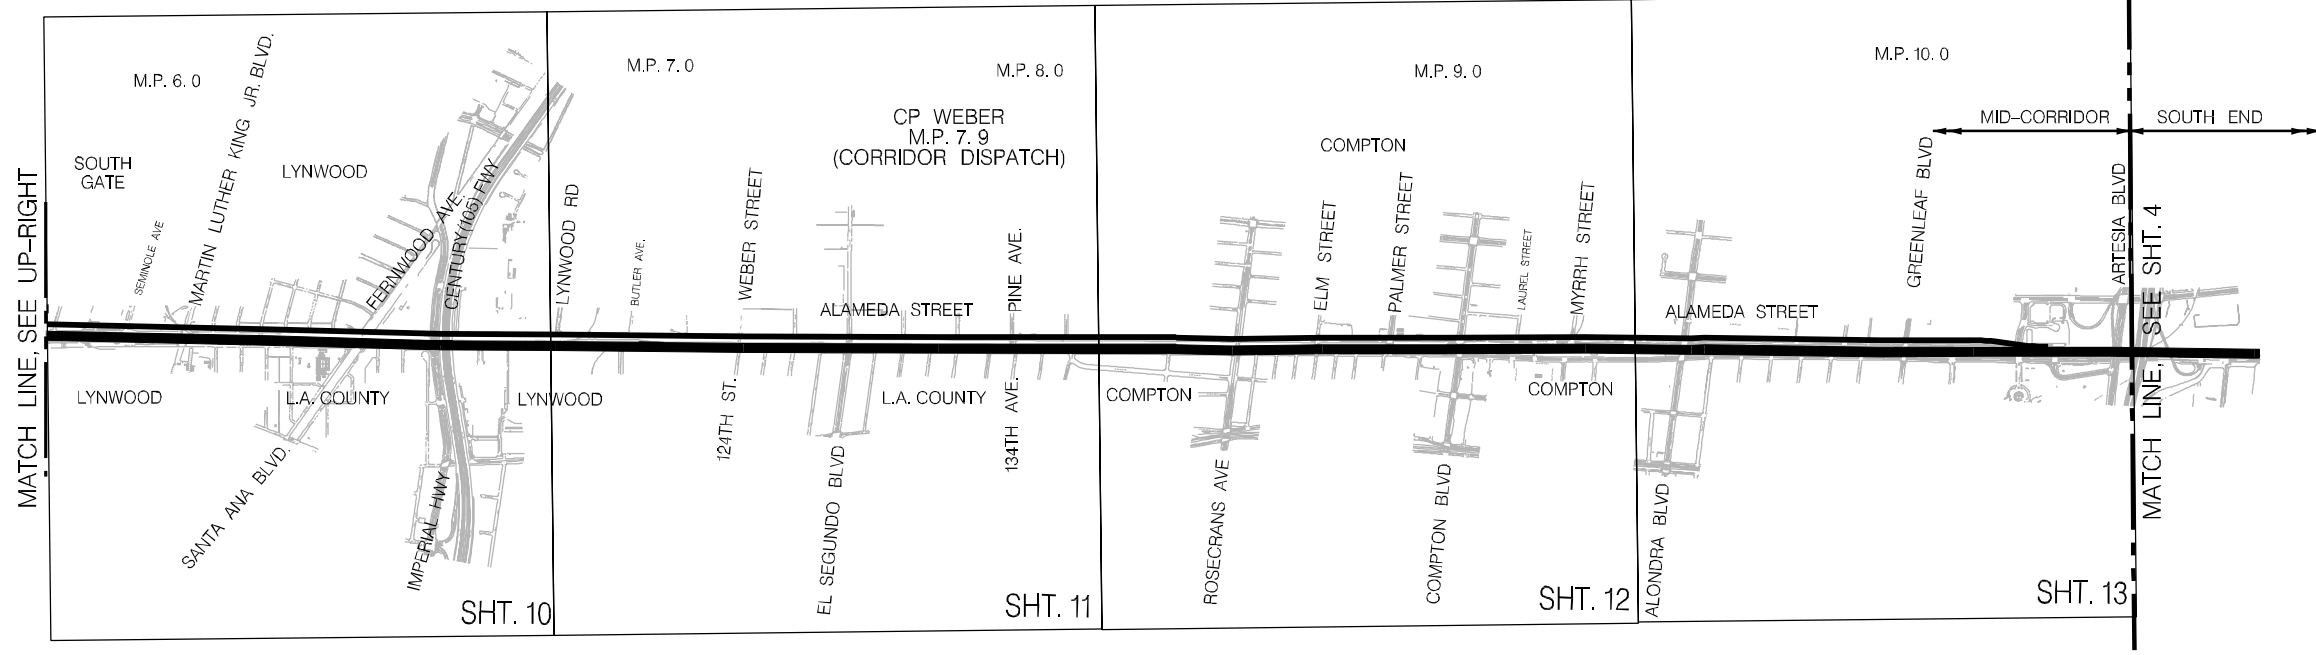 MATCH LINE, SEE UP-RIGHT
M.P. 6.0
SOUTH
GATE
SEMINOLE AVE
MARTIN LUTHER KING JR. BLVD.
LYNWOOD
FERNWOOD AVE.
CENTURY (105) FWY
LYNWOOD
L.A. COUNTY
SANTA ANA BLVD.
IMPERIAL HWY
SHT. 10
M.P. 7.0
M.P. 8.0
CP WEBER
M.P. 7.9
(CORRIDOR DISPATCH)
LYNWOOD RD
BUTLER AVE.
WEBER STREET
ALAMEDA STREET
PINE AVE.
LYNWOOD
124TH ST.
EL SEGUNDO BLVD
L.A. COUNTY
134TH AVE.
SHT. 11
M.P. 9.0
COMPTON
ELM STREET
PALMER STREET
LAUREL STREET
MYRRH STREET
COMPTON
ROSECRANS AVE
COMPTON BLVD
COMPTON
SHT. 12
M.P. 10.0
MID-CORRIDOR
SOUTH END
GREENLEAF BLVD
ARTESIA BLVD
ALAMEDA STREET
ALONDRA BLVD
SHT. 13
MATCH LINE, SEE SHT. 4